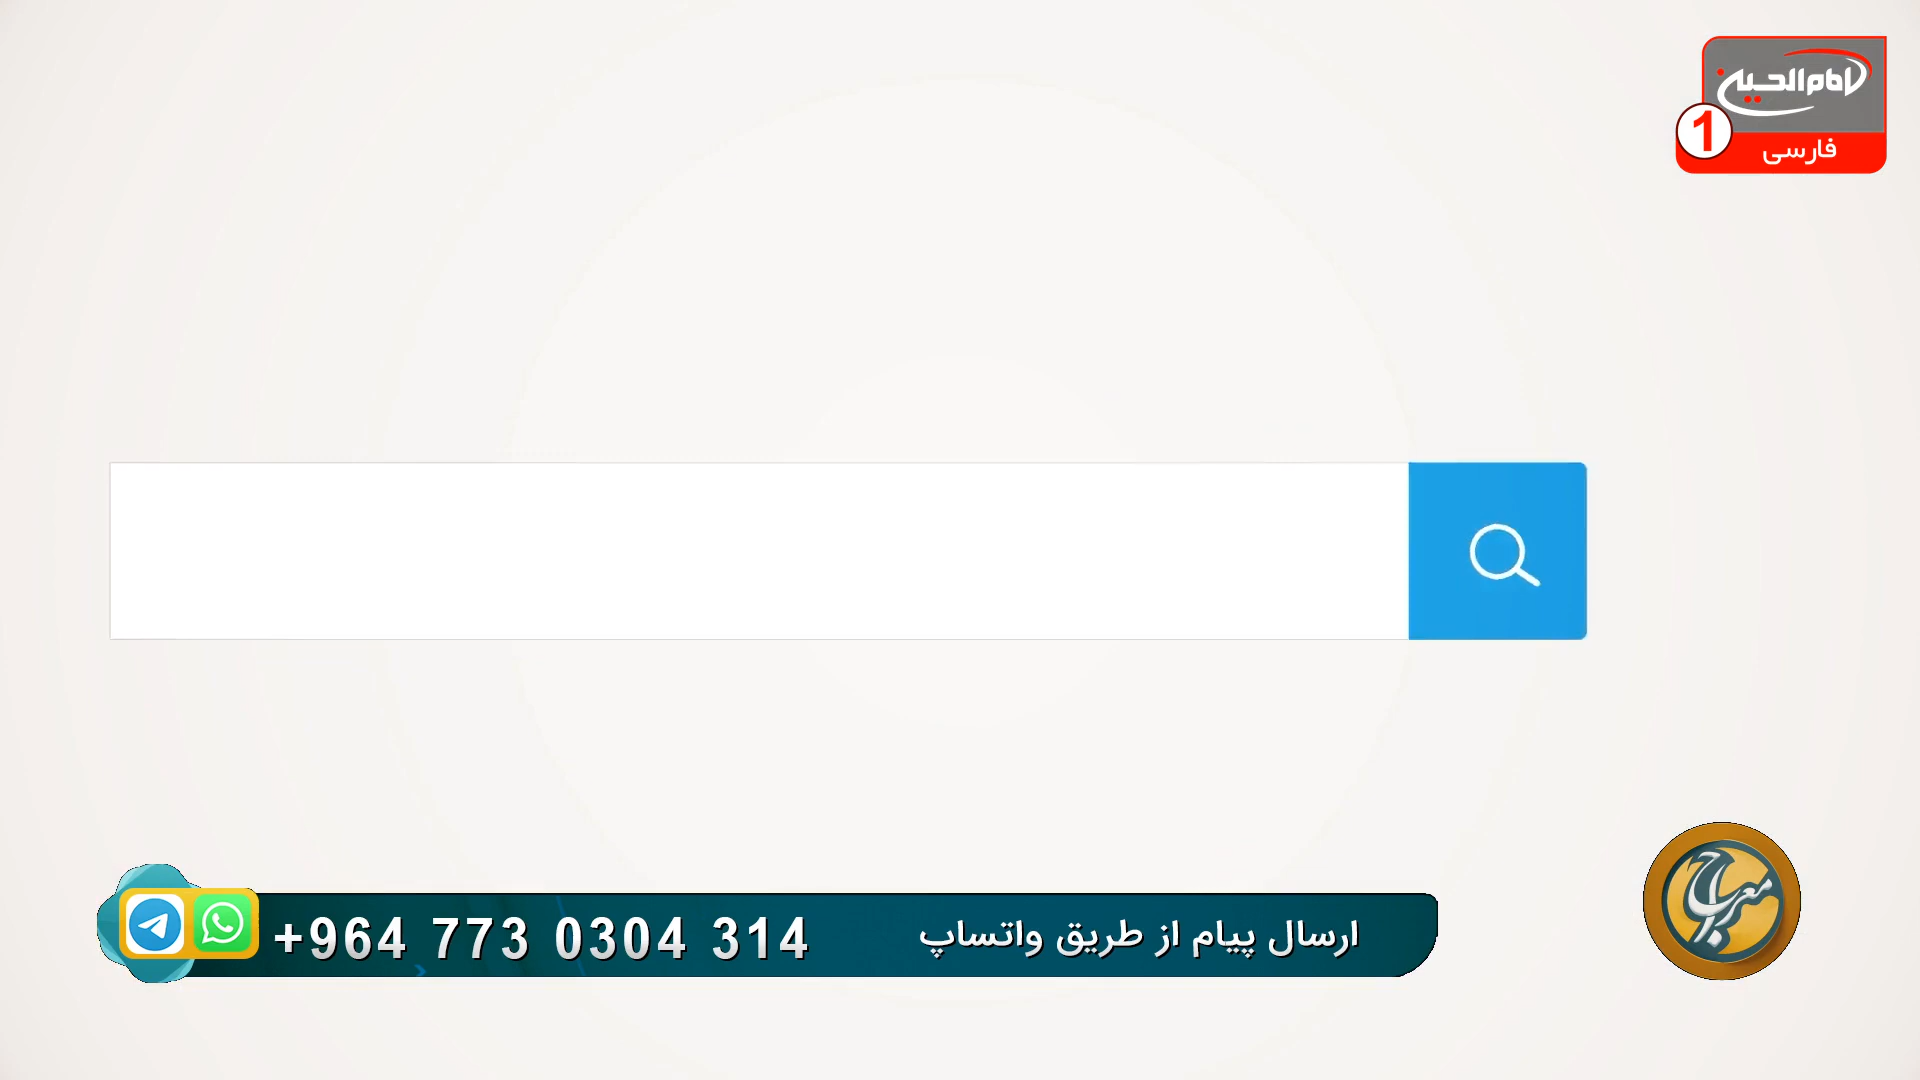 امام الحسین
1
فارسی
معراج
+964 773 0304 314
ارسال پیام از طریق واتساپ